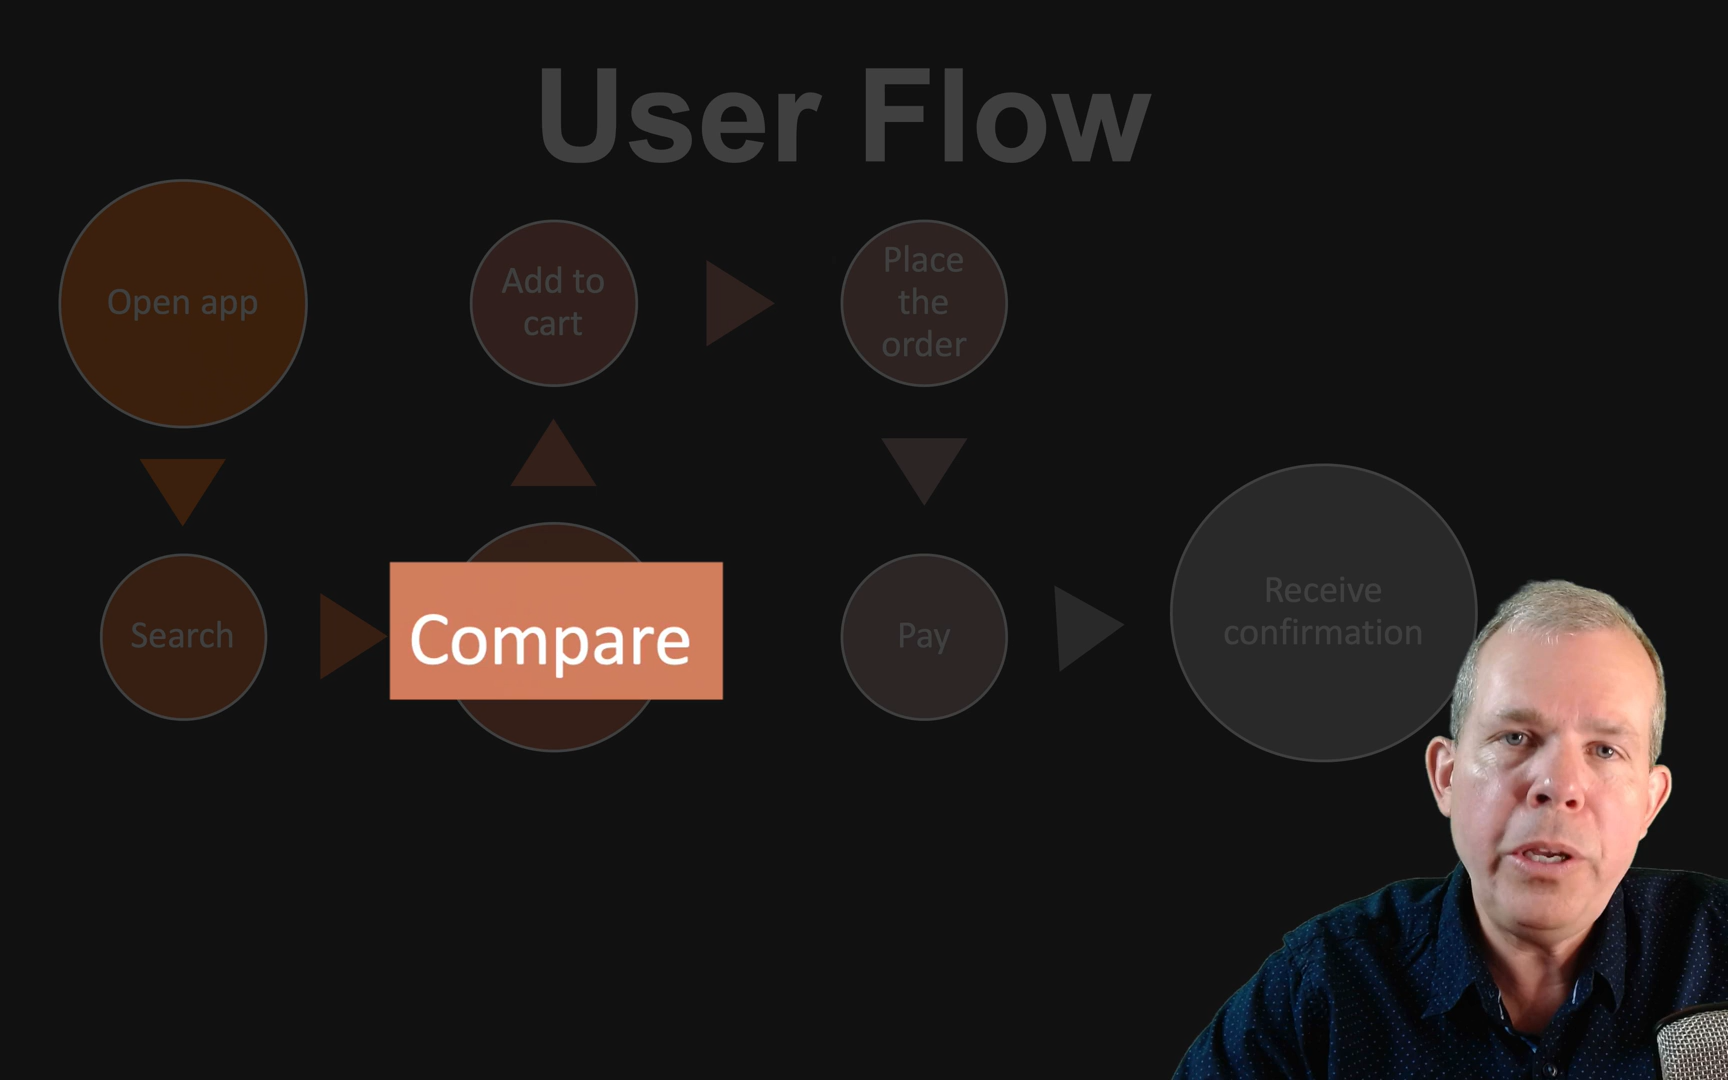 User Flow
Open app
Search
Compare
Add to
cart
Place
the
order
Pay
Receive
confirmation